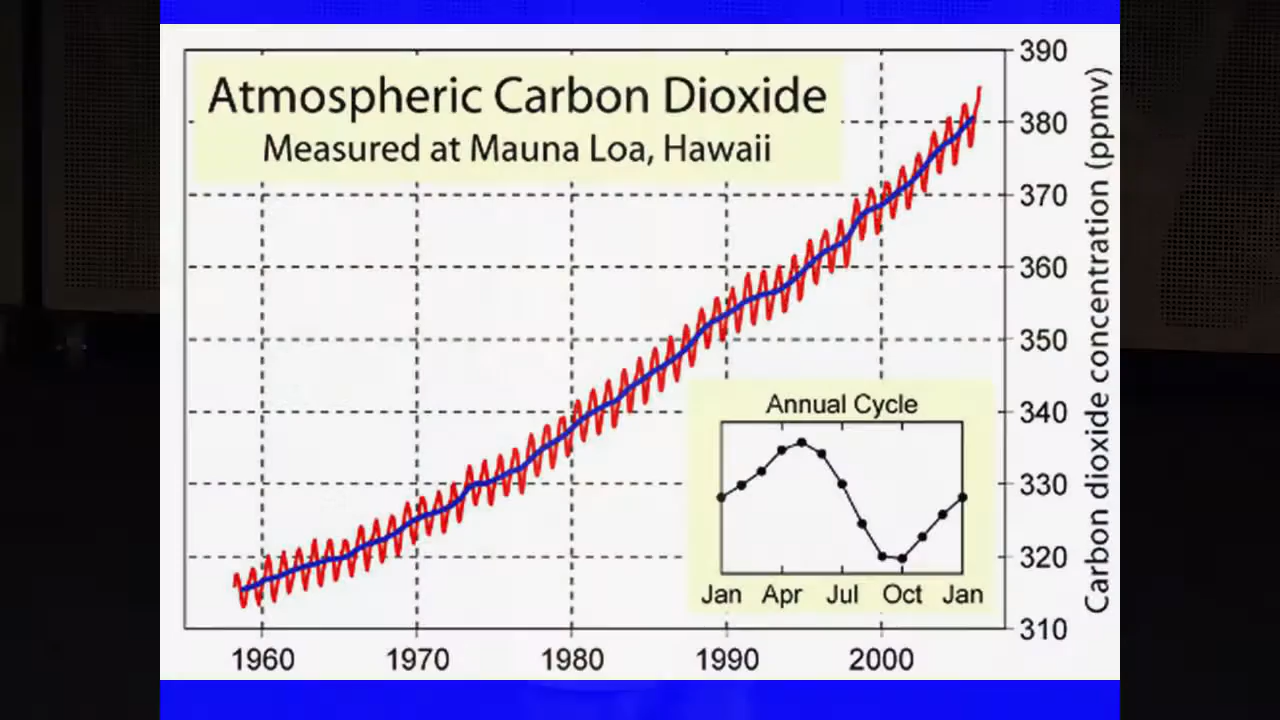 Atmospheric Carbon Dioxide
Measured at Mauna Loa, Hawaii
390
380
370
360
350
340
330
320
310
Carbon dioxide concentration (ppmv)
Annual Cycle
Jan Apr Jul Oct Jan
1960 1970 1980 1990 2000